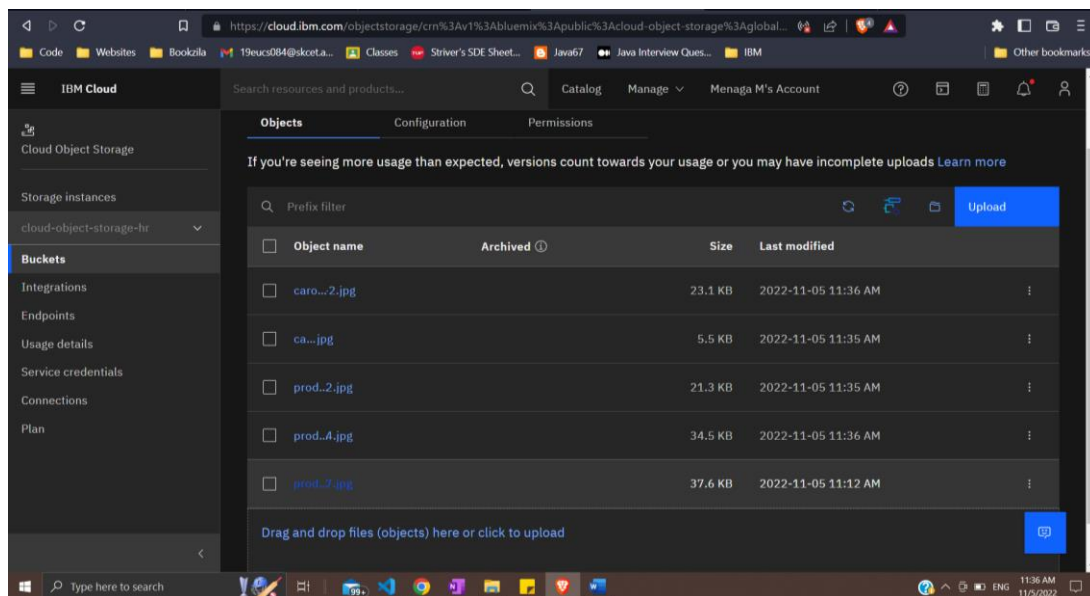 https://cloud.ibm.com/objectstorage/crn%3Av1%3Abluemix%3Apublic%3Acloud-object-storage%3Aglobal...
Code Websites Bookzila 19eucs084@skcet.a... Classes Striver's SDE Sheet... Java67 Java Interview Ques... IBM Other bookmarks
IBM Cloud Search resources and products... Catalog Manage Menaga M's Account
Cloud Object Storage
Storage instances
cloud-object-storage-hr
Buckets
Integrations
Endpoints
Usage details
Service credentials
Connections
Plan
Objects Configuration Permissions
If you're seeing more usage than expected, versions count towards your usage or you may have incomplete uploads Learn more
Prefix filter Upload
Object name Archived Size Last modified
caro.../2.jpg 23.1 KB 2022-11-05 11:36 AM
ca...jpg 5.5 KB 2022-11-05 11:35 AM
prod..2.jpg 21.3 KB 2022-11-05 11:35 AM
prod..4.jpg 34.5 KB 2022-11-05 11:36 AM
37.6 KB 2022-11-05 11:12 AM
Drag and drop files (objects) here or click to upload
Type here to search 99+ ENG 11:36 AM
11/5/2022